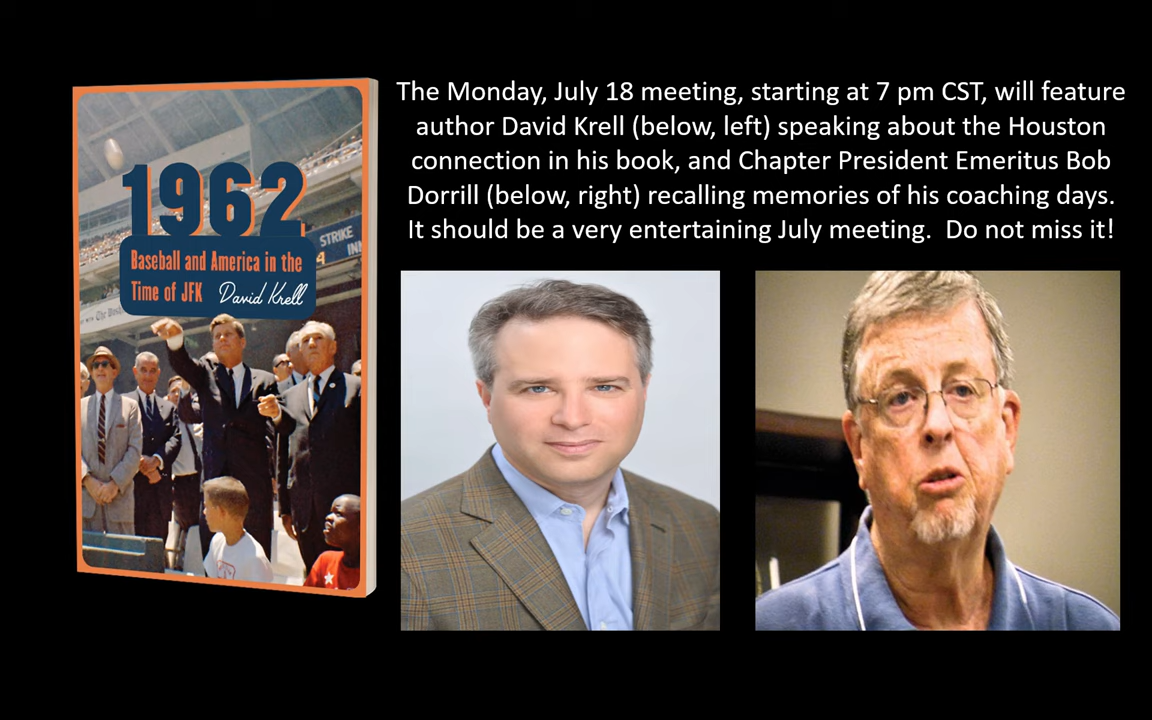 The Monday, July 18 meeting, starting at 7 pm CST, will feature
author David Krell (below, left) speaking about the Houston
connection in his book, and Chapter President Emeritus Bob
Dorrill (below, right) recalling memories of his coaching days.
It should be a very entertaining July meeting.  Do not miss it!
1962
Baseball and America in the
Time of JFK David Krell
STRIKE
4 INN